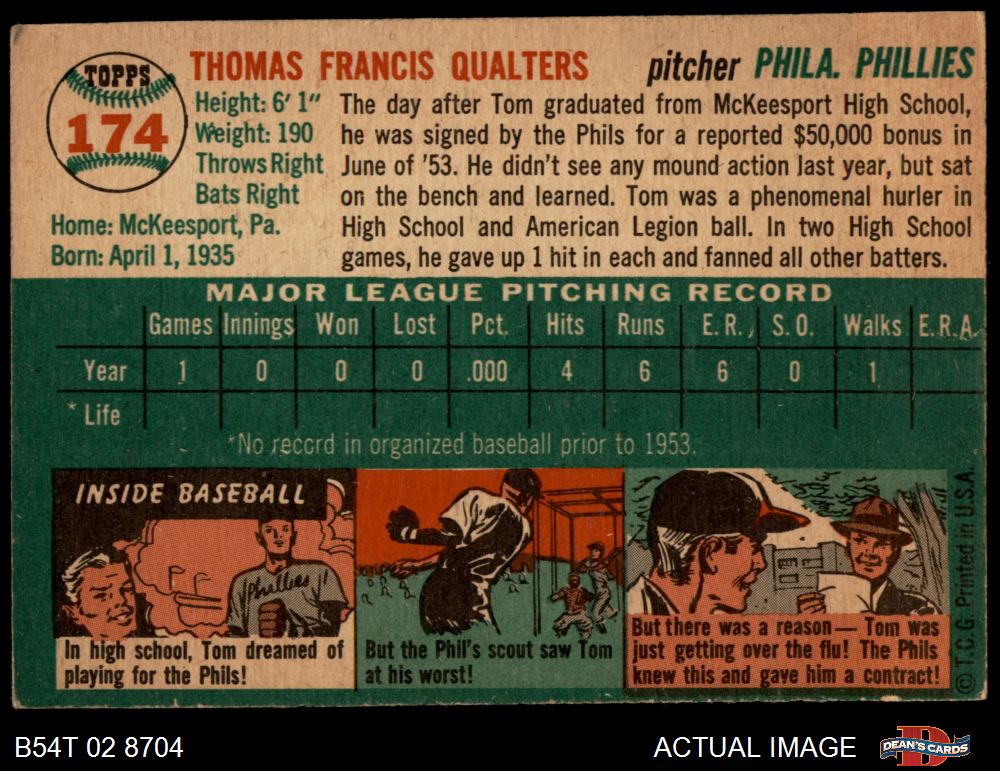 TOPPS
174
THOMAS FRANCIS QUALTERS pitcher PHILA. PHILLIES
Height: 6' 1"
Weight: 190
Throws Right
Bats Right
Home: McKeesport, Pa.
Born: April 1, 1935
The day after Tom graduated from McKeesport High School,
he was signed by the Phils for a reported $50,000 bonus in
June of '53. He didn't see any mound action last year, but sat
on the bench and learned. Tom was a phenomenal hurler in
High School and American Legion ball. In two High School
games, he gave up 1 hit in each and fanned all other batters.
MAJOR LEAGUE PITCHING RECORD
Games Innings Won Lost Pct. Hits Runs E.R. S.O. Walks E.R.A.
Year 1 0 0 0 .000 4 6 6 0 1
* Life
*No record in organized baseball prior to 1953.
INSIDE BASEBALL
Phillies
In high school, Tom dreamed of
playing for the Phils!
But the Phil's scout saw Tom
at his worst!
But there was a reason— Tom was
just getting over the flu! The Phils
knew this and gave him a contract!
© T.C.G. Printed in U.S.A.
B54T 02 8704
ACTUAL IMAGE
DEAN'S CARDS